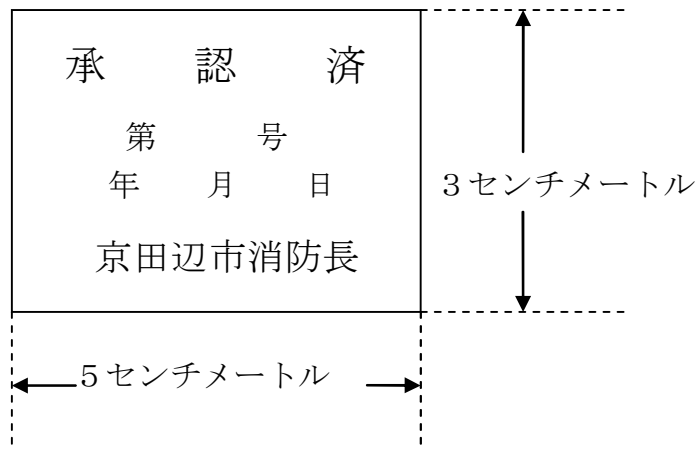 承　認　済
第　　　号
年　　月　　日
京田辺市消防長
３センチメートル
５センチメートル